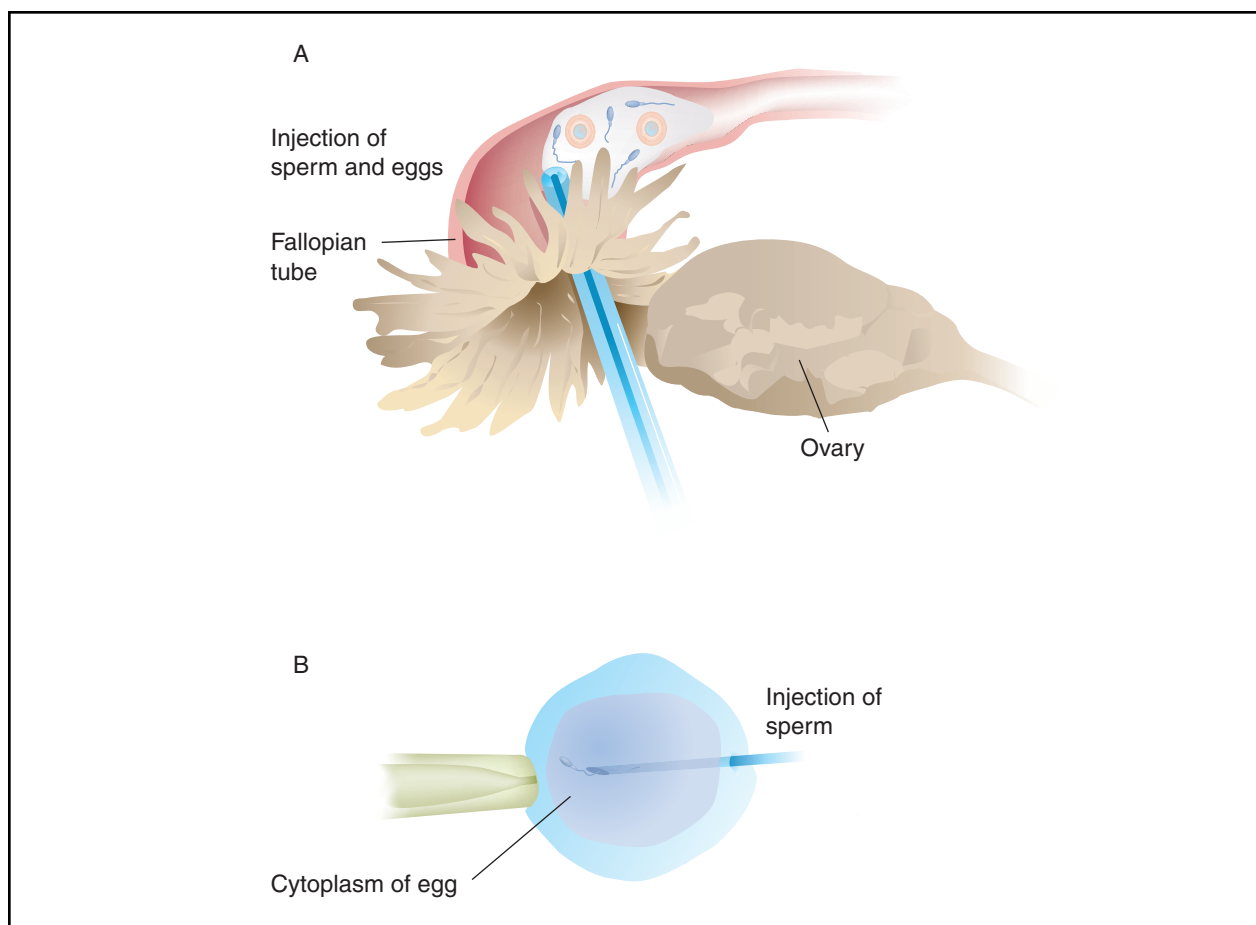 A
Injection of
sperm and eggs
Fallopian
tube
Ovary
B
Injection of
sperm
Cytoplasm of egg